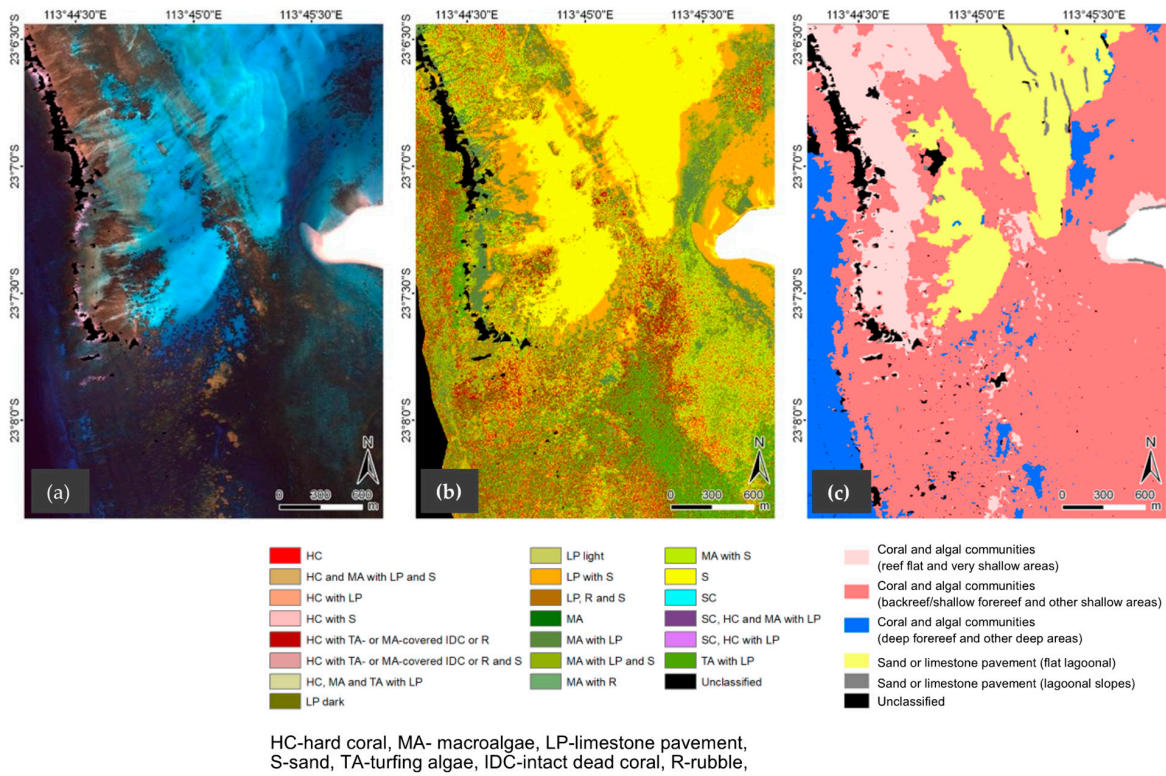 113°44'30"E 113°45'0"E 113°45'30"E
113°44'30"E 113°45'0"E 113°45'30"E
113°44'30"E 113°45'0"E 113°45'30"E
23°6'30"S
23°7'0"S
23°7'30"S
23°8'0"S
23°6'30"S
23°7'0"S
23°7'30"S
23°8'0"S
23°6'30"S
23°7'0"S
23°7'30"S
23°8'0"S
(a)
N
0 300 600
m
(b)
N
0 300 600
m
(c)
N
0 300 600
m
HC
HC and MA with LP and S
HC with LP
HC with S
HC with TA- or MA-covered IDC or R
HC with TA- or MA-covered IDC or R and S
HC, MA and TA with LP
LP dark
LP light
LP with S
LP, R and S
MA
MA with LP
MA with LP and S
MA with R
MA with S
S
SC
SC, HC and MA with LP
SC, HC with LP
TA with LP
Unclassified
Coral and algal communities
(reef flat and very shallow areas)
Coral and algal communities
(backreef/shallow forereef and other shallow areas)
Coral and algal communities
(deep forereef and other deep areas)
Sand or limestone pavement (flat lagoonal)
Sand or limestone pavement (lagoonal slopes)
Unclassified
HC-hard coral, MA- macroalgae, LP-limestone pavement,
S-sand, TA-turfing algae, IDC-intact dead coral, R-rubble,